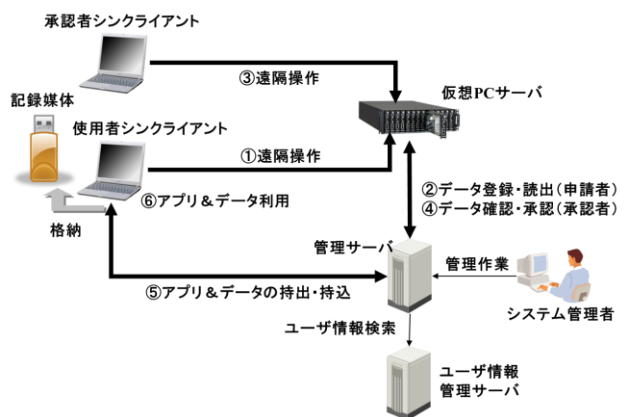 承認者シンクライアント
③遠隔操作
仮想PCサーバ
記録媒体
使用者シンクライアント
①遠隔操作
⑥アプリ&データ利用
②データ登録・読出(申請者)
④データ確認・承認(承認者)
格納
管理サーバ
管理作業
⑤アプリ&データの持出・持込
システム管理者
ユーザ情報検索
ユーザ情報
管理サーバ